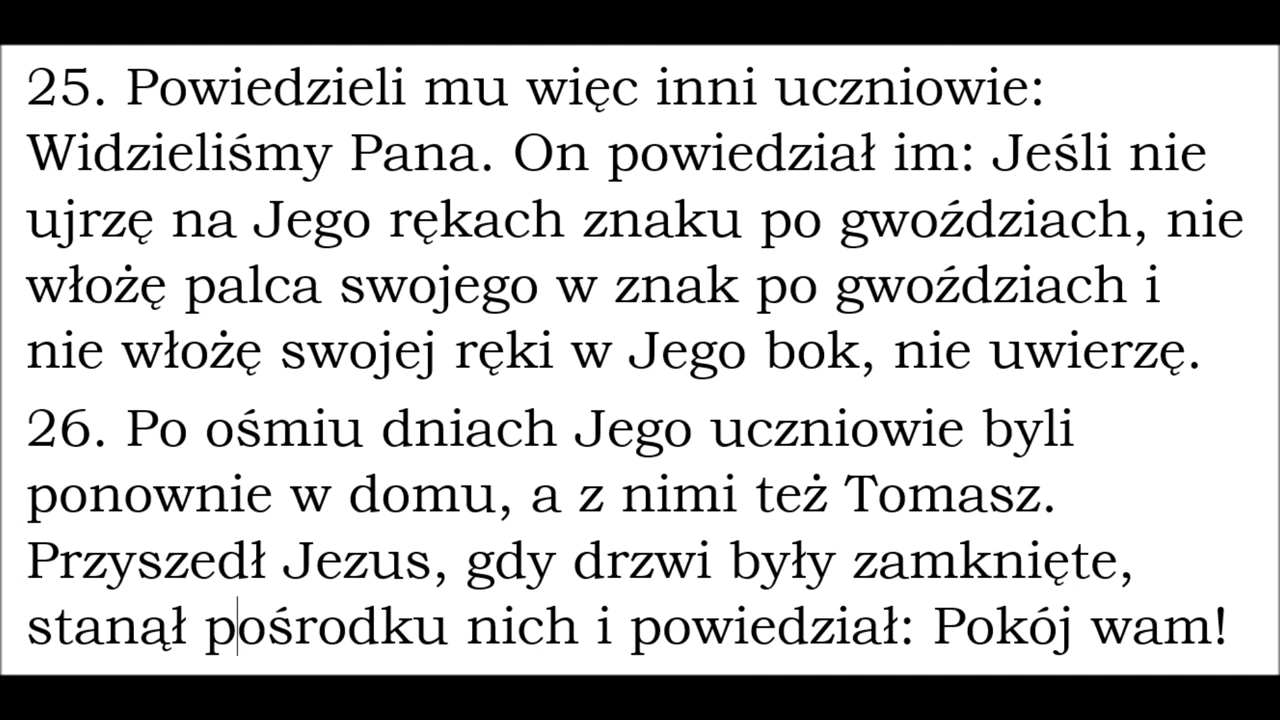 25. Powiedzieli mu więc inni uczniowie:
Widzieliśmy Pana. On powiedział im: Jeśli nie
ujrzę na Jego rękach znaku po gwoździach, nie
włożę palca swojego w znak po gwoździach i
nie włożę swojej ręki w Jego bok, nie uwierzę.
26. Po ośmiu dniach Jego uczniowie byli
ponownie w domu, a z nimi też Tomasz.
Przyszedł Jezus, gdy drzwi były zamknięte,
stanął pośrodku nich i powiedział: Pokój wam!